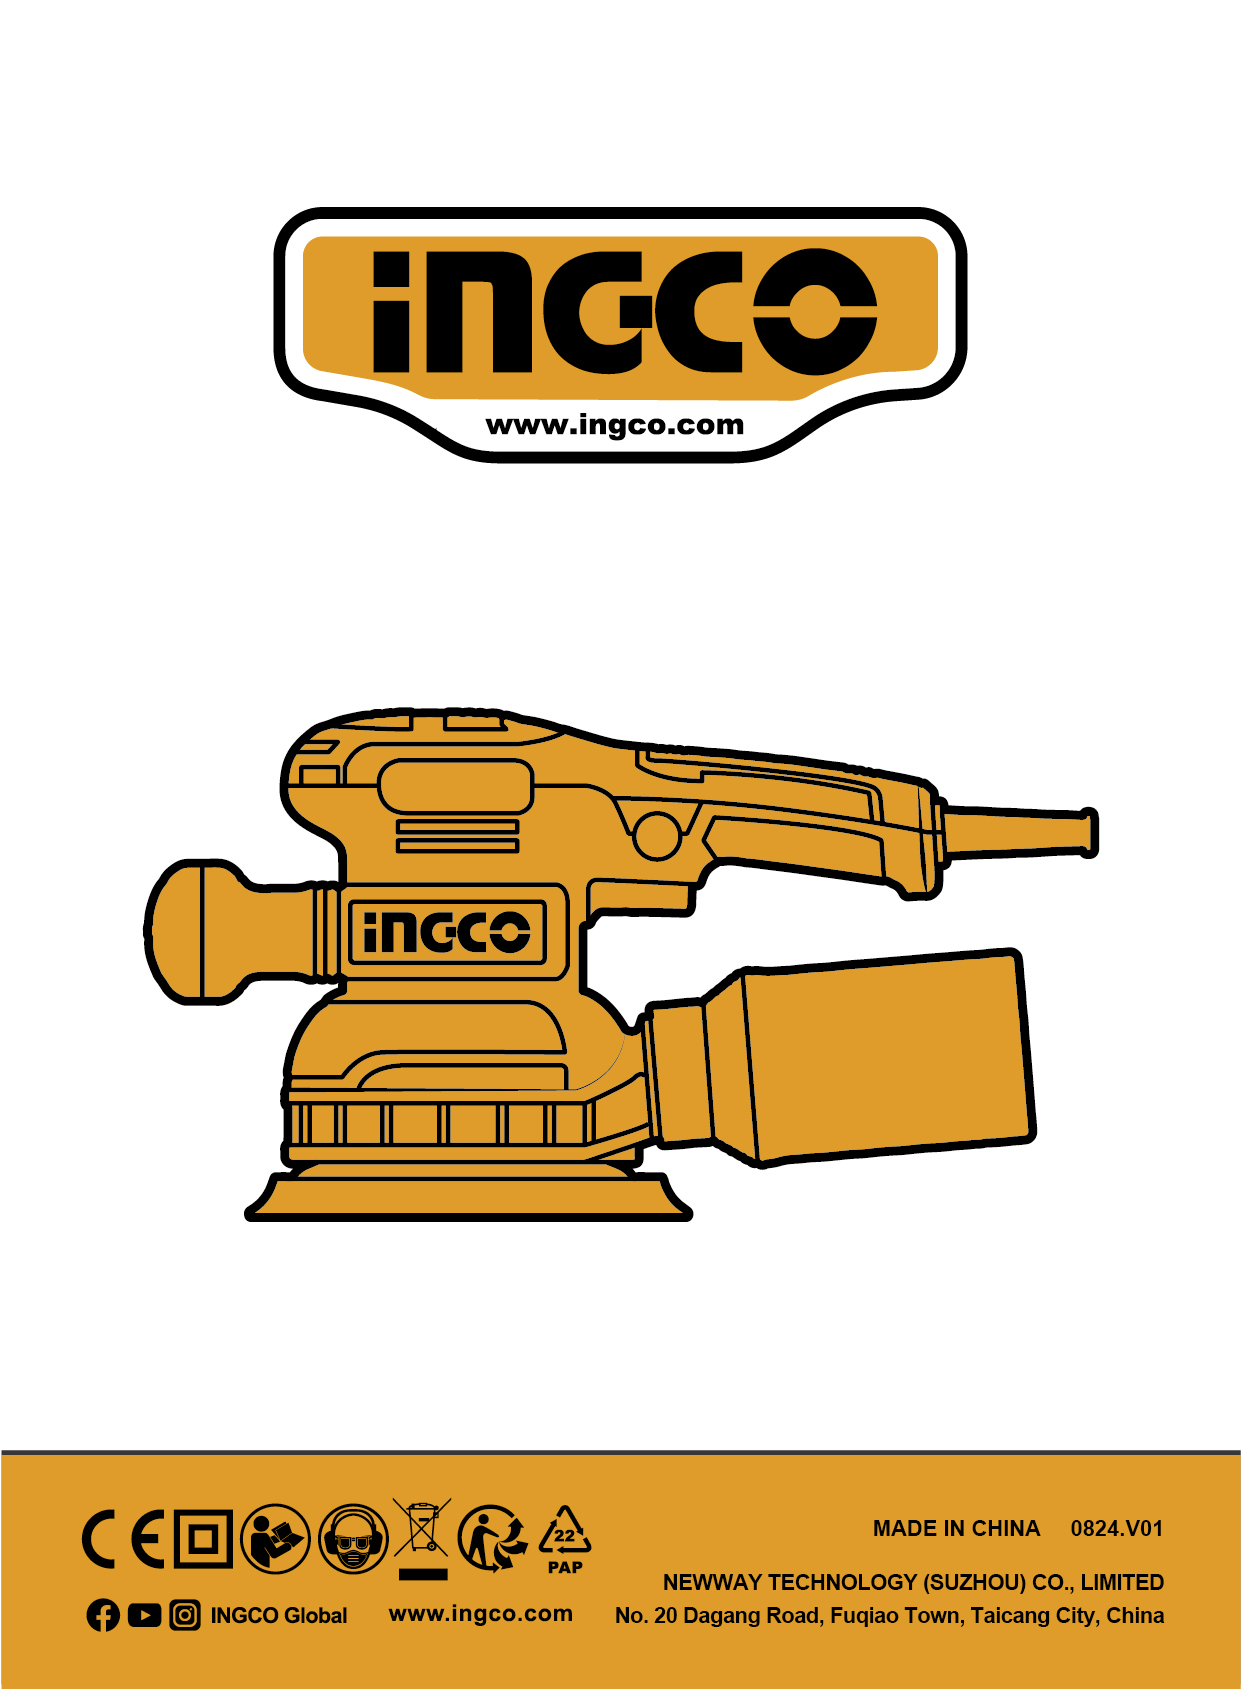 INGCO
www.ingco.com
INGCO
CE
22
PAP
MADE IN CHINA 0824.V01
NEWWAY TECHNOLOGY (SUZHOU) CO., LIMITED
INGCO Global www.ingco.com No. 20 Dagang Road, Fuqiao Town, Taicang City, China